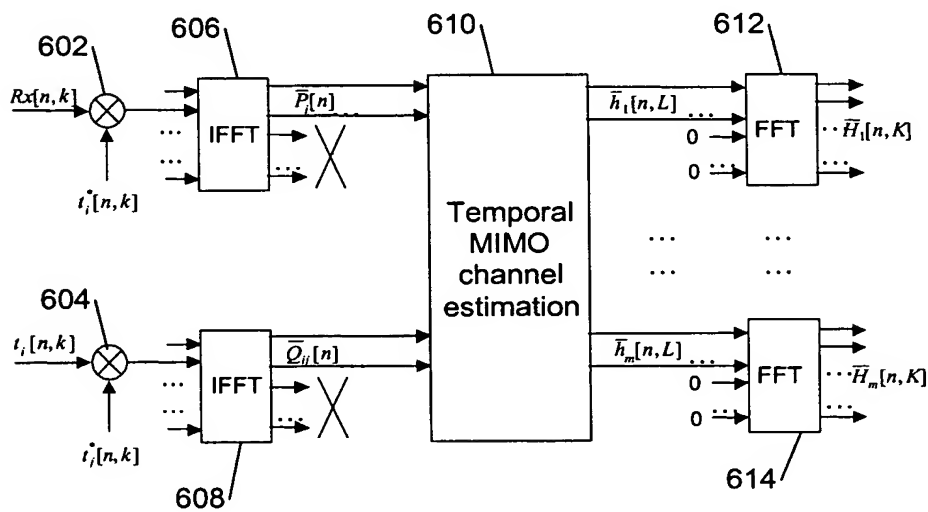 602
606
610
612
Rx[n,k]
IFFT
P̄i[n]
...
...
...
...
ti*[n,k]
Temporal
MIMO
channel
estimation
h̄1[n,L]
...
0
...
0
...
FFT
... H̄1[n,K]
... ...
... ...
604
ti[n,k]
IFFT
Q̄ij[n]
...
...
...
ti*[n,k]
608
h̄m[n,L]
...
0
...
0
...
FFT
... H̄m[n,K]
614